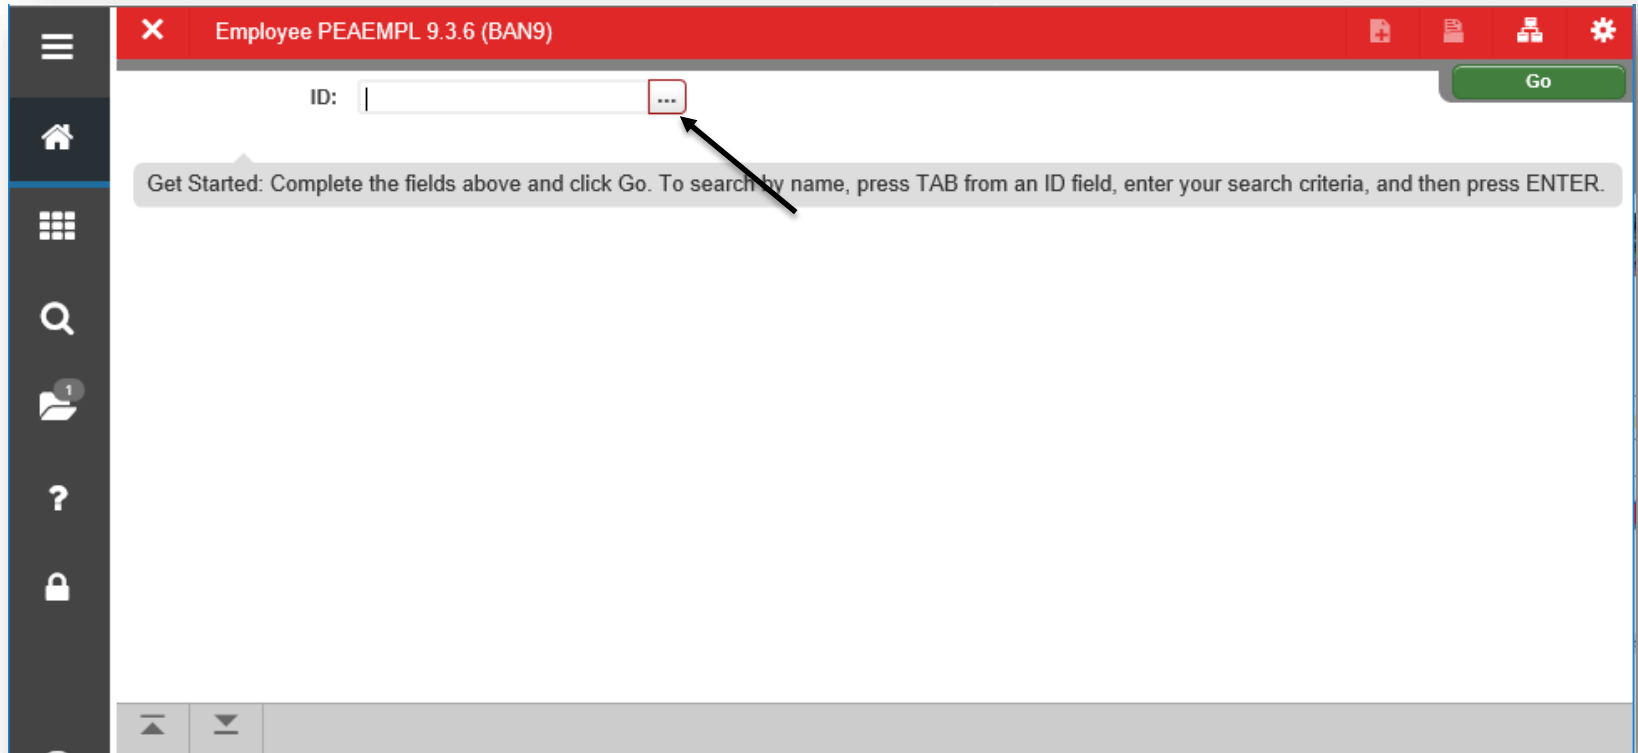 Employee PEAEMPL 9.3.6 (BAN9)
Go
ID:
...
Get Started: Complete the fields above and click Go. To search by name, press TAB from an ID field, enter your search criteria, and then press ENTER.
1
?